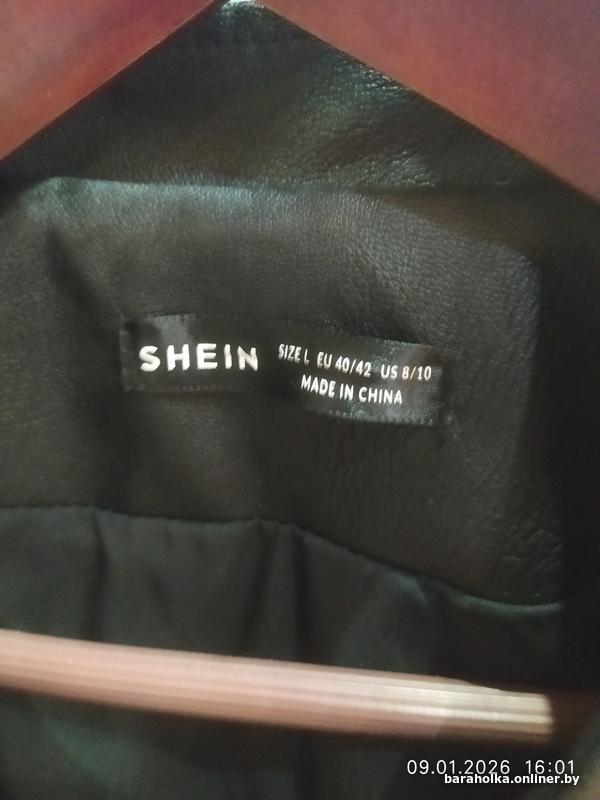 SHEIN
SIZE L EU 40/42 US 8/10
MADE IN CHINA
09.01.2026 16:01
baraholka.onliner.by